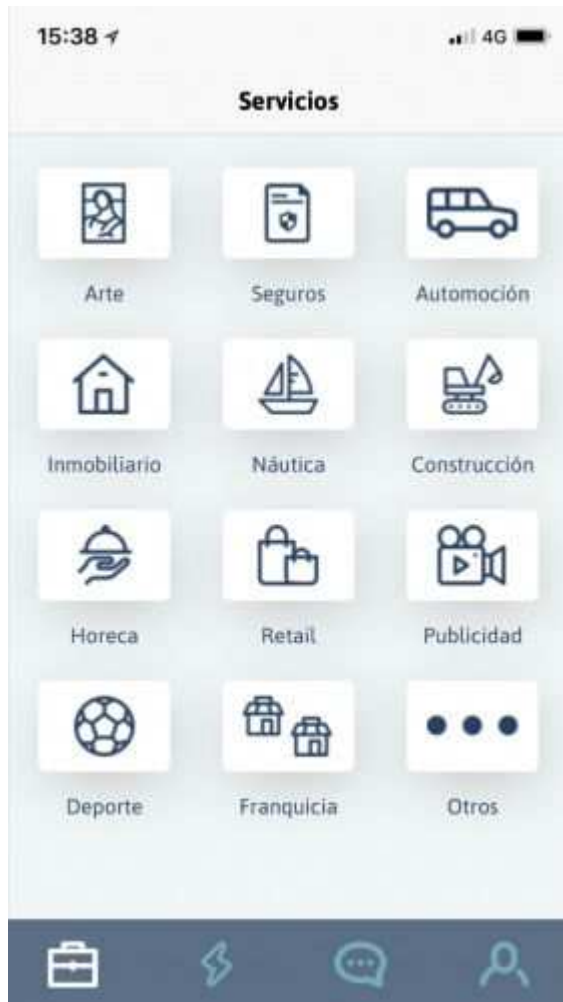 15:38 4G
Servicios
Arte Seguros Automoción
Inmobiliario Náutica Construcción
Horeca Retail Publicidad
Deporte Franquicia Otros